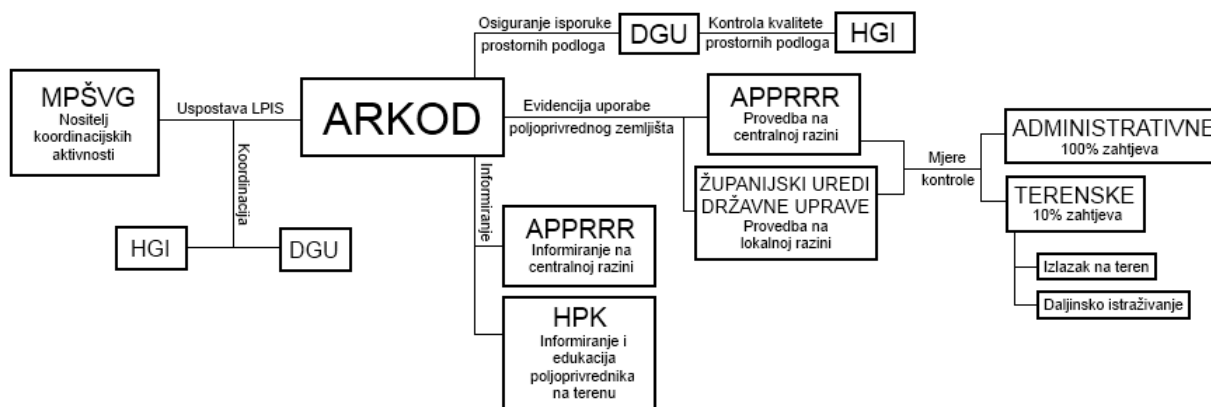 Osiguranje isporuke
prostornih podloga
DGU
Kontrola kvalitete
prostornih podloga
HGI
MPŠVG
Nositelj
koordinacijskih
aktivnosti
Uspostava LPIS
ARKOD
Evidencija uporabe
poljoprivrednog zemljišta
APPRRR
Provedba na
centralnoj razini
ŽUPANIJSKI UREDI
DRŽAVNE UPRAVE
Provedba na
lokalnoj razini
Mjere
kontrole
ADMINISTRATIVNE
100% zahtjeva
TERENSKE
10% zahtjeva
Izlazak na teren
Daljinsko istraživanje
Koordinacija
HGI
DGU
Informiranje
APPRRR
Informiranje na
centralnoj razini
HPK
Informiranje i
edukacija
poljoprivrednika
na terenu